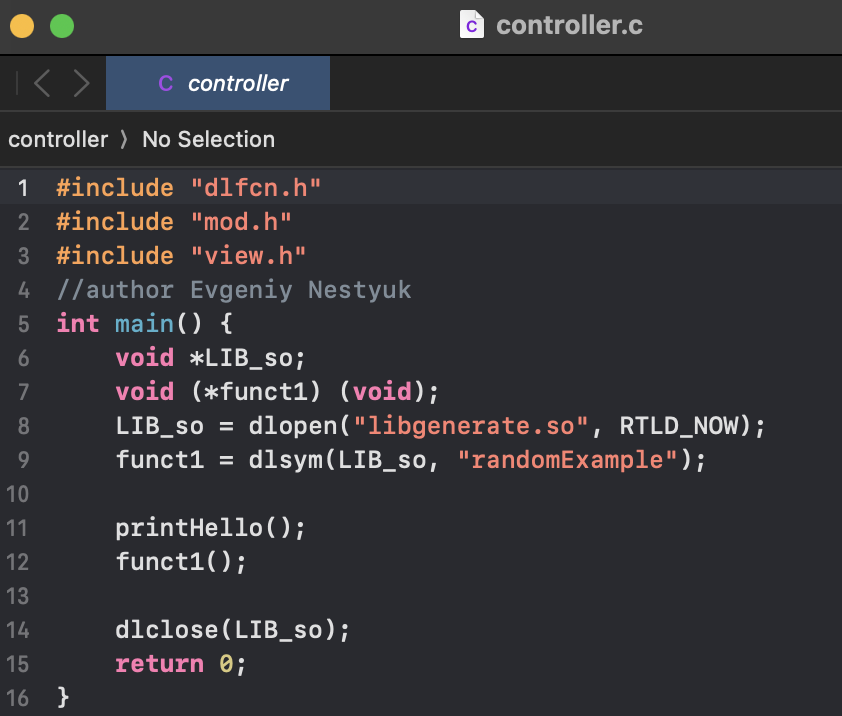 controller.c
C controller
controller ⟩ No Selection
1 #include "dlfcn.h"
2 #include "mod.h"
3 #include "view.h"
4 //author Evgeniy Nestyuk
5 int main() {
6     void *LIB_so;
7     void (*funct1) (void);
8     LIB_so = dlopen("libgenerate.so", RTLD_NOW);
9     funct1 = dlsym(LIB_so, "randomExample");
10
11     printHello();
12     funct1();
13
14     dlclose(LIB_so);
15     return 0;
16 }